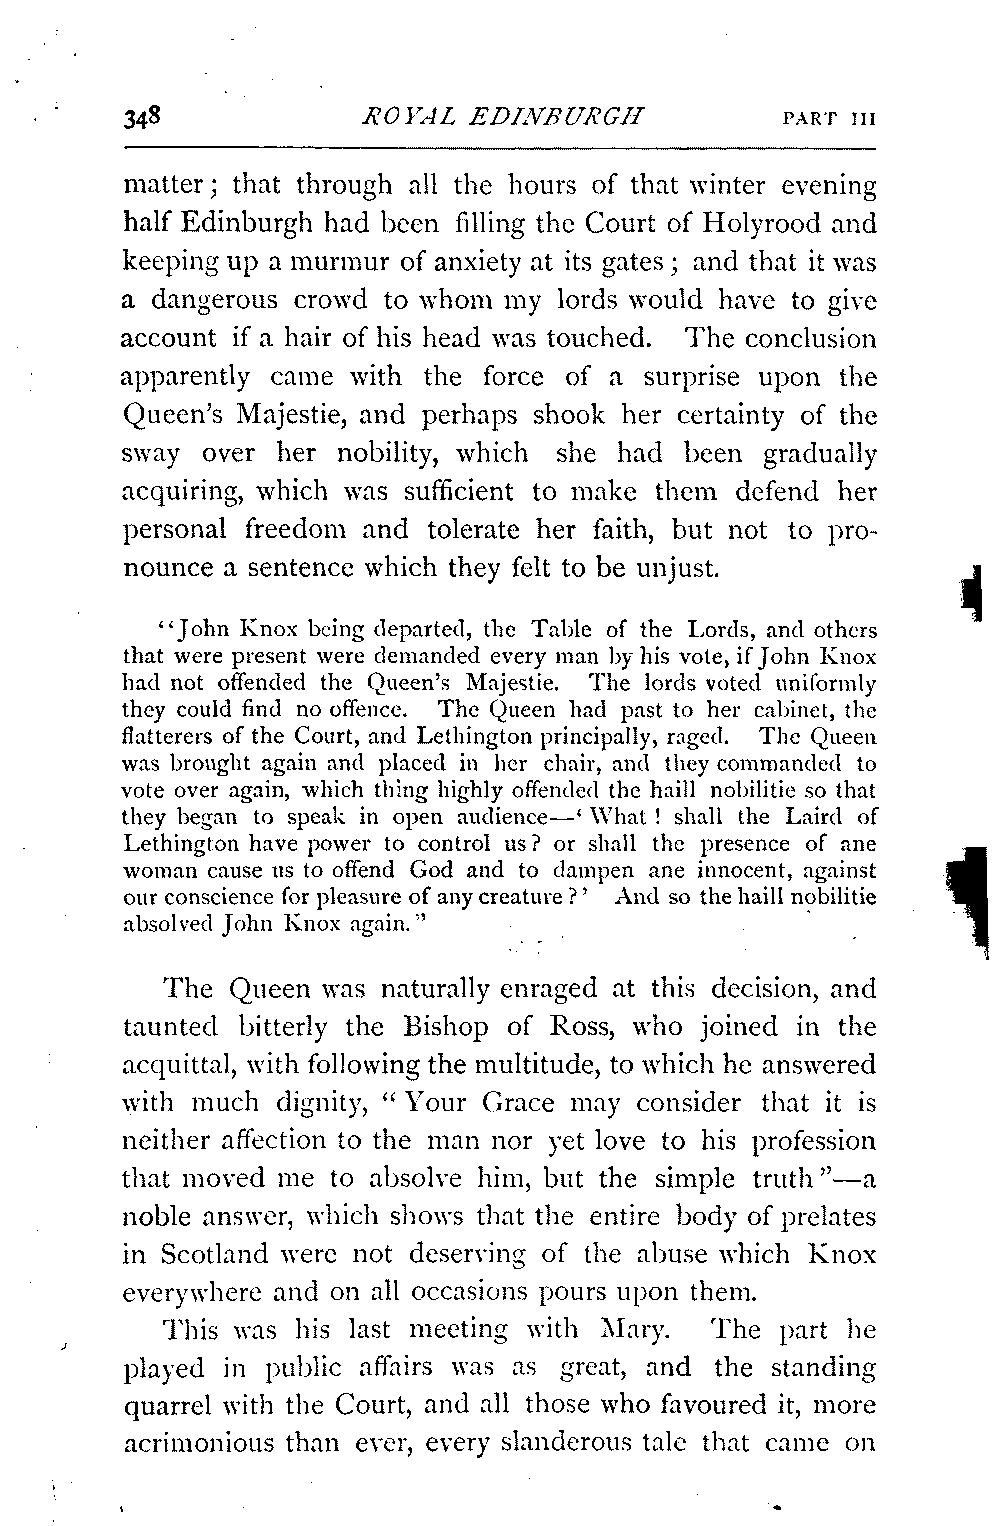 348 ROYAL EDINBURGH PART III
matter; that through all the hours of that winter evening
half Edinburgh had been filling the Court of Holyrood and
keeping up a murmur of anxiety at its gates; and that it was
a dangerous crowd to whom my lords would have to give
account if a hair of his head was touched. The conclusion
apparently came with the force of a surprise upon the
Queen's Majestie, and perhaps shook her certainty of the
sway over her nobility, which she had been gradually
acquiring, which was sufficient to make them defend her
personal freedom and tolerate her faith, but not to pro-
nounce a sentence which they felt to be unjust.
"John Knox being departed, the Table of the Lords, and others
that were present were demanded every man by his vote, if John Knox
had not offended the Queen's Majestie. The lords voted uniformly
they could find no offence. The Queen had past to her cabinet, the
flatterers of the Court, and Lethington principally, raged. The Queen
was brought again and placed in her chair, and they commanded to
vote over again, which thing highly offended the haill nobilitie so that
they began to speak in open audience—'What! shall the Laird of
Lethington have power to control us? or shall the presence of ane
woman cause us to offend God and to dampen ane innocent, against
our conscience for pleasure of any creature?' And so the haill nobilitie
absolved John Knox again."
The Queen was naturally enraged at this decision, and
taunted bitterly the Bishop of Ross, who joined in the
acquittal, with following the multitude, to which he answered
with much dignity, "Your Grace may consider that it is
neither affection to the man nor yet love to his profession
that moved me to absolve him, but the simple truth"—a
noble answer, which shows that the entire body of prelates
in Scotland were not deserving of the abuse which Knox
everywhere and on all occasions pours upon them.
This was his last meeting with Mary. The part he
played in public affairs was as great, and the standing
quarrel with the Court, and all those who favoured it, more
acrimonious than ever, every slanderous tale that came on